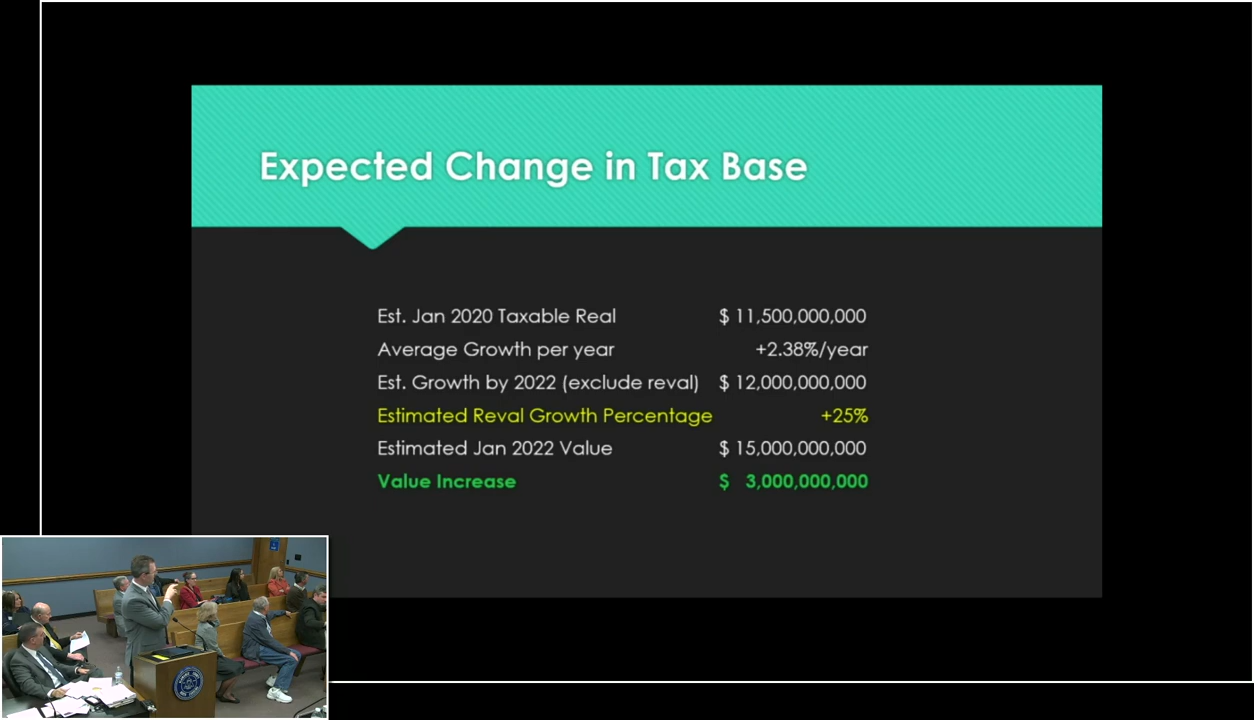 Expected Change in Tax Base
Est. Jan 2020 Taxable Real $ 11,500,000,000
Average Growth per year +2.38%/year
Est. Growth by 2022 (exclude reval) $ 12,000,000,000
Estimated Reval Growth Percentage +25%
Estimated Jan 2022 Value $ 15,000,000,000
Value Increase $ 3,000,000,000